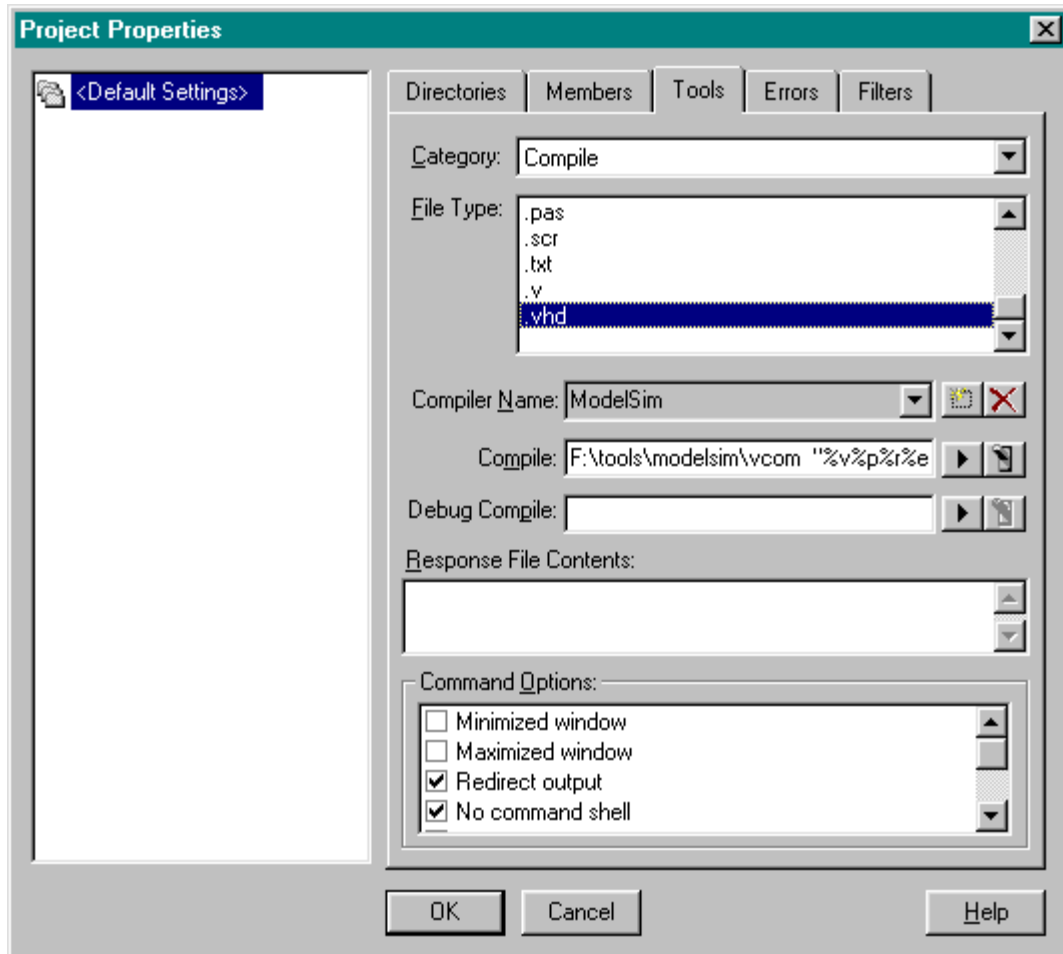 Project Properties
<Default Settings>
Directories
Members
Tools
Errors
Filters
Category:
Compile
File Type:
.pas
.scr
.txt
.v
.vhd
Compiler Name:
ModelSim
Compile:
F:\tools\modelsim\vcom "%v%p%r%e
Debug Compile:
Response File Contents:
Command Options:
Minimized window
Maximized window
Redirect output
No command shell
OK
Cancel
Help